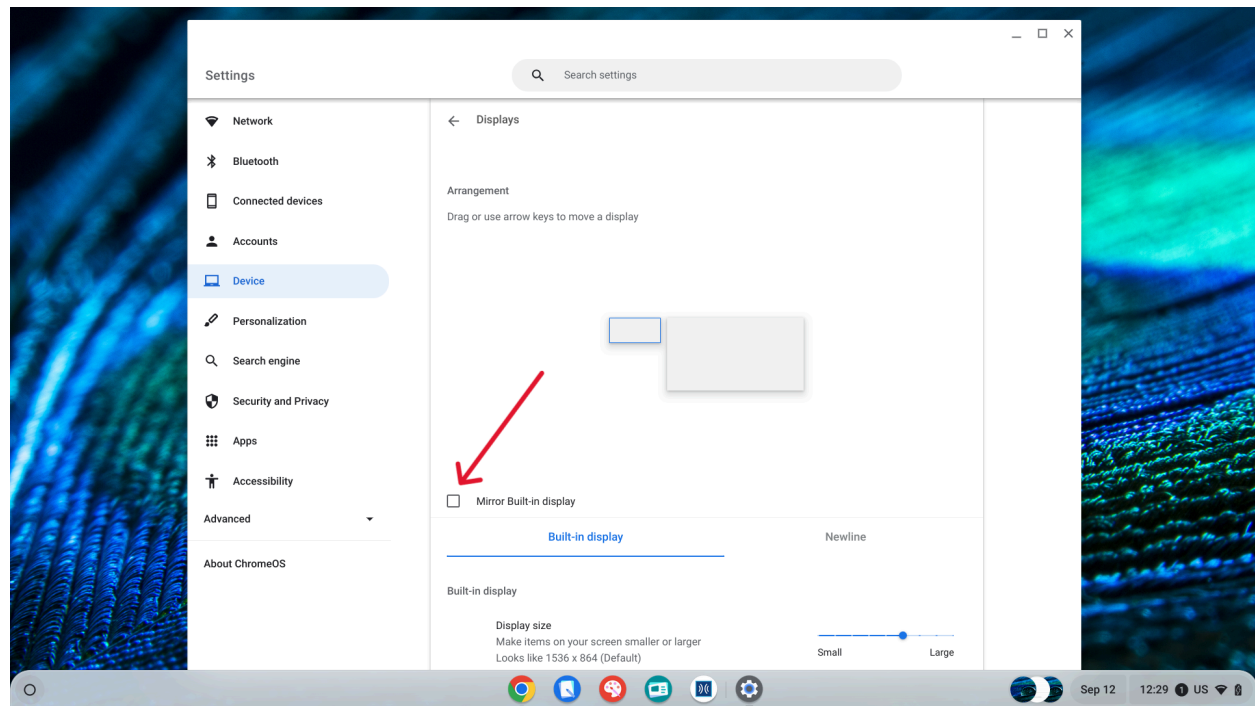 Settings
Search settings
Network
Bluetooth
Connected devices
Accounts
Device
Personalization
Search engine
Security and Privacy
Apps
Accessibility
Advanced
About ChromeOS
Displays
Arrangement
Drag or use arrow keys to move a display
Mirror Built-in display
Built-in display
Newline
Built-in display
Display size
Make items on your screen smaller or larger
Looks like 1536 x 864 (Default)
Small
Large
Sep 12
12:29 1 US